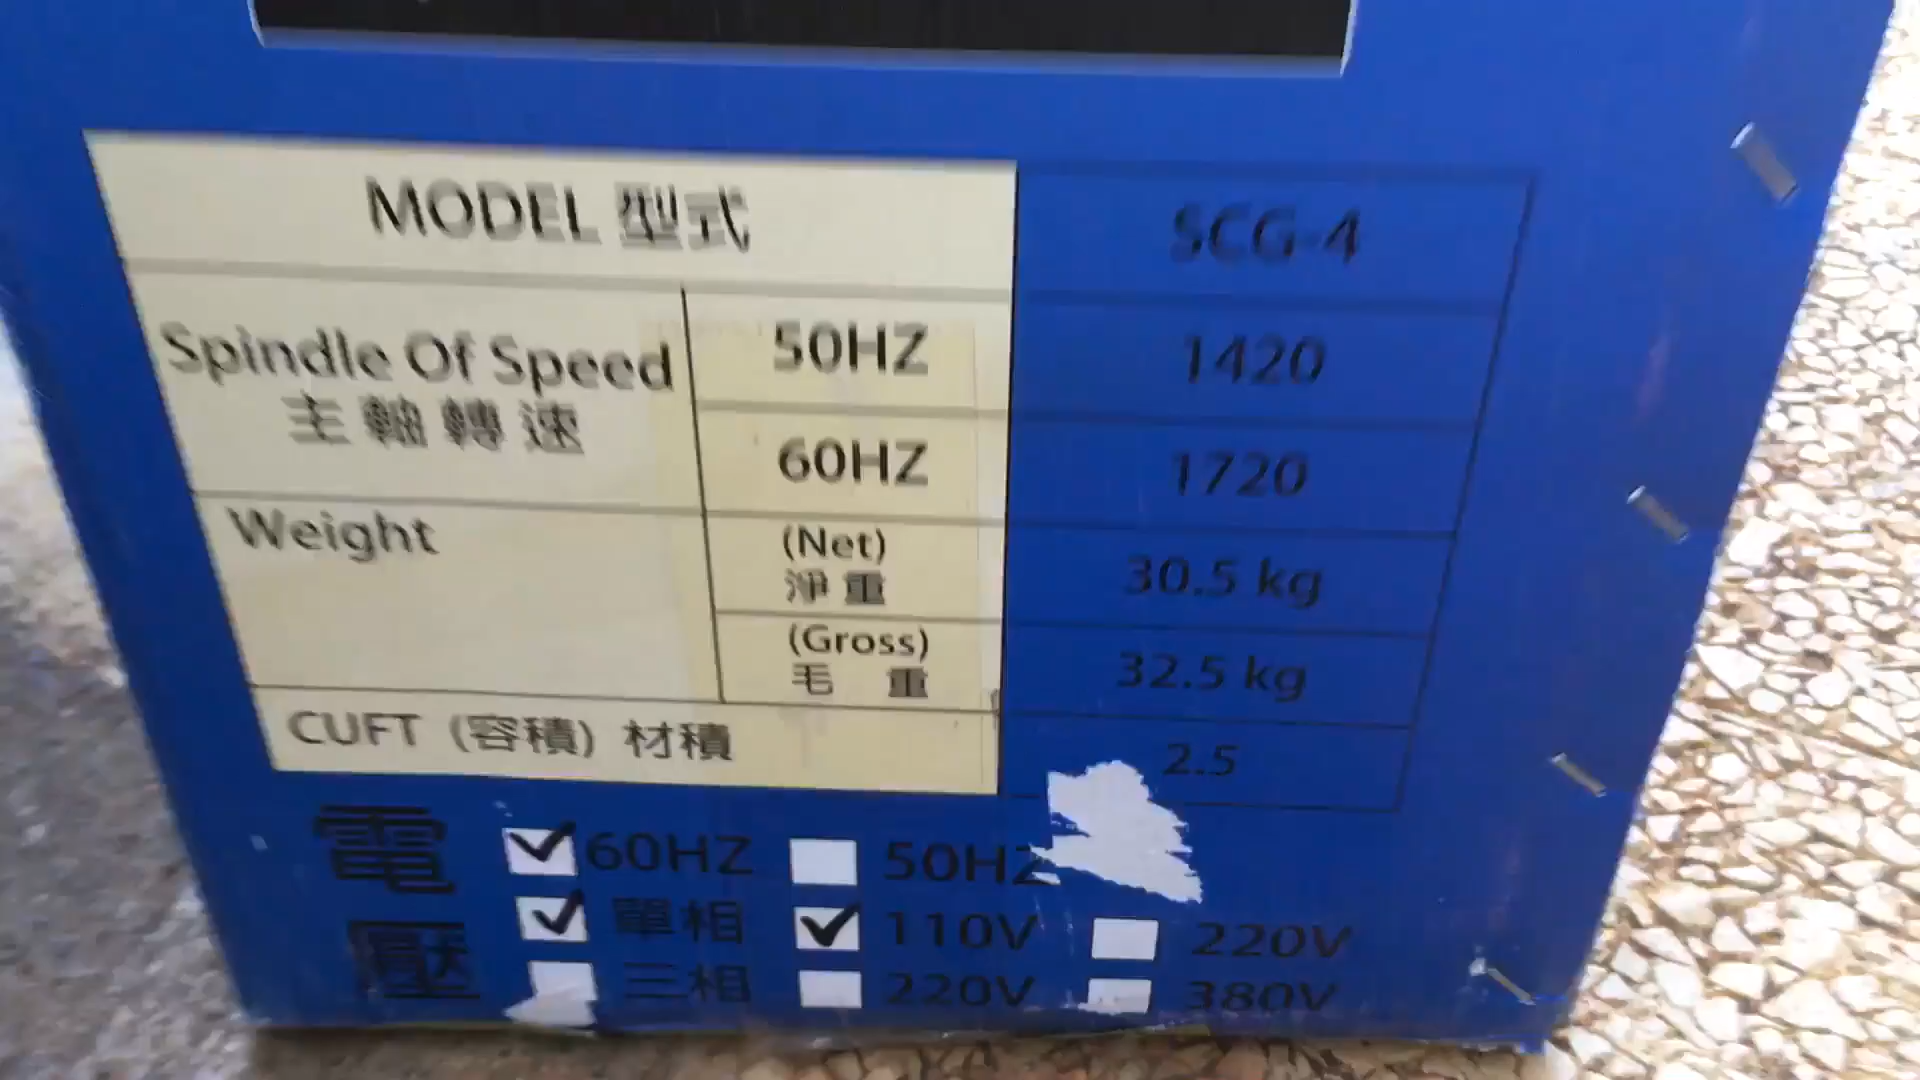 MODEL 型式 SCG-4
Spindle Of Speed 50HZ 1420
主軸轉速 60HZ 1720
Weight (Net) 淨重 30.5 kg
(Gross) 毛重 32.5 kg
CUFT (容積) 材積 2.5
電壓
✓ 60HZ □ 50HZ
✓ 單相 ✓ 110V □ 220V
□ 三相 □ 220V □ 380V